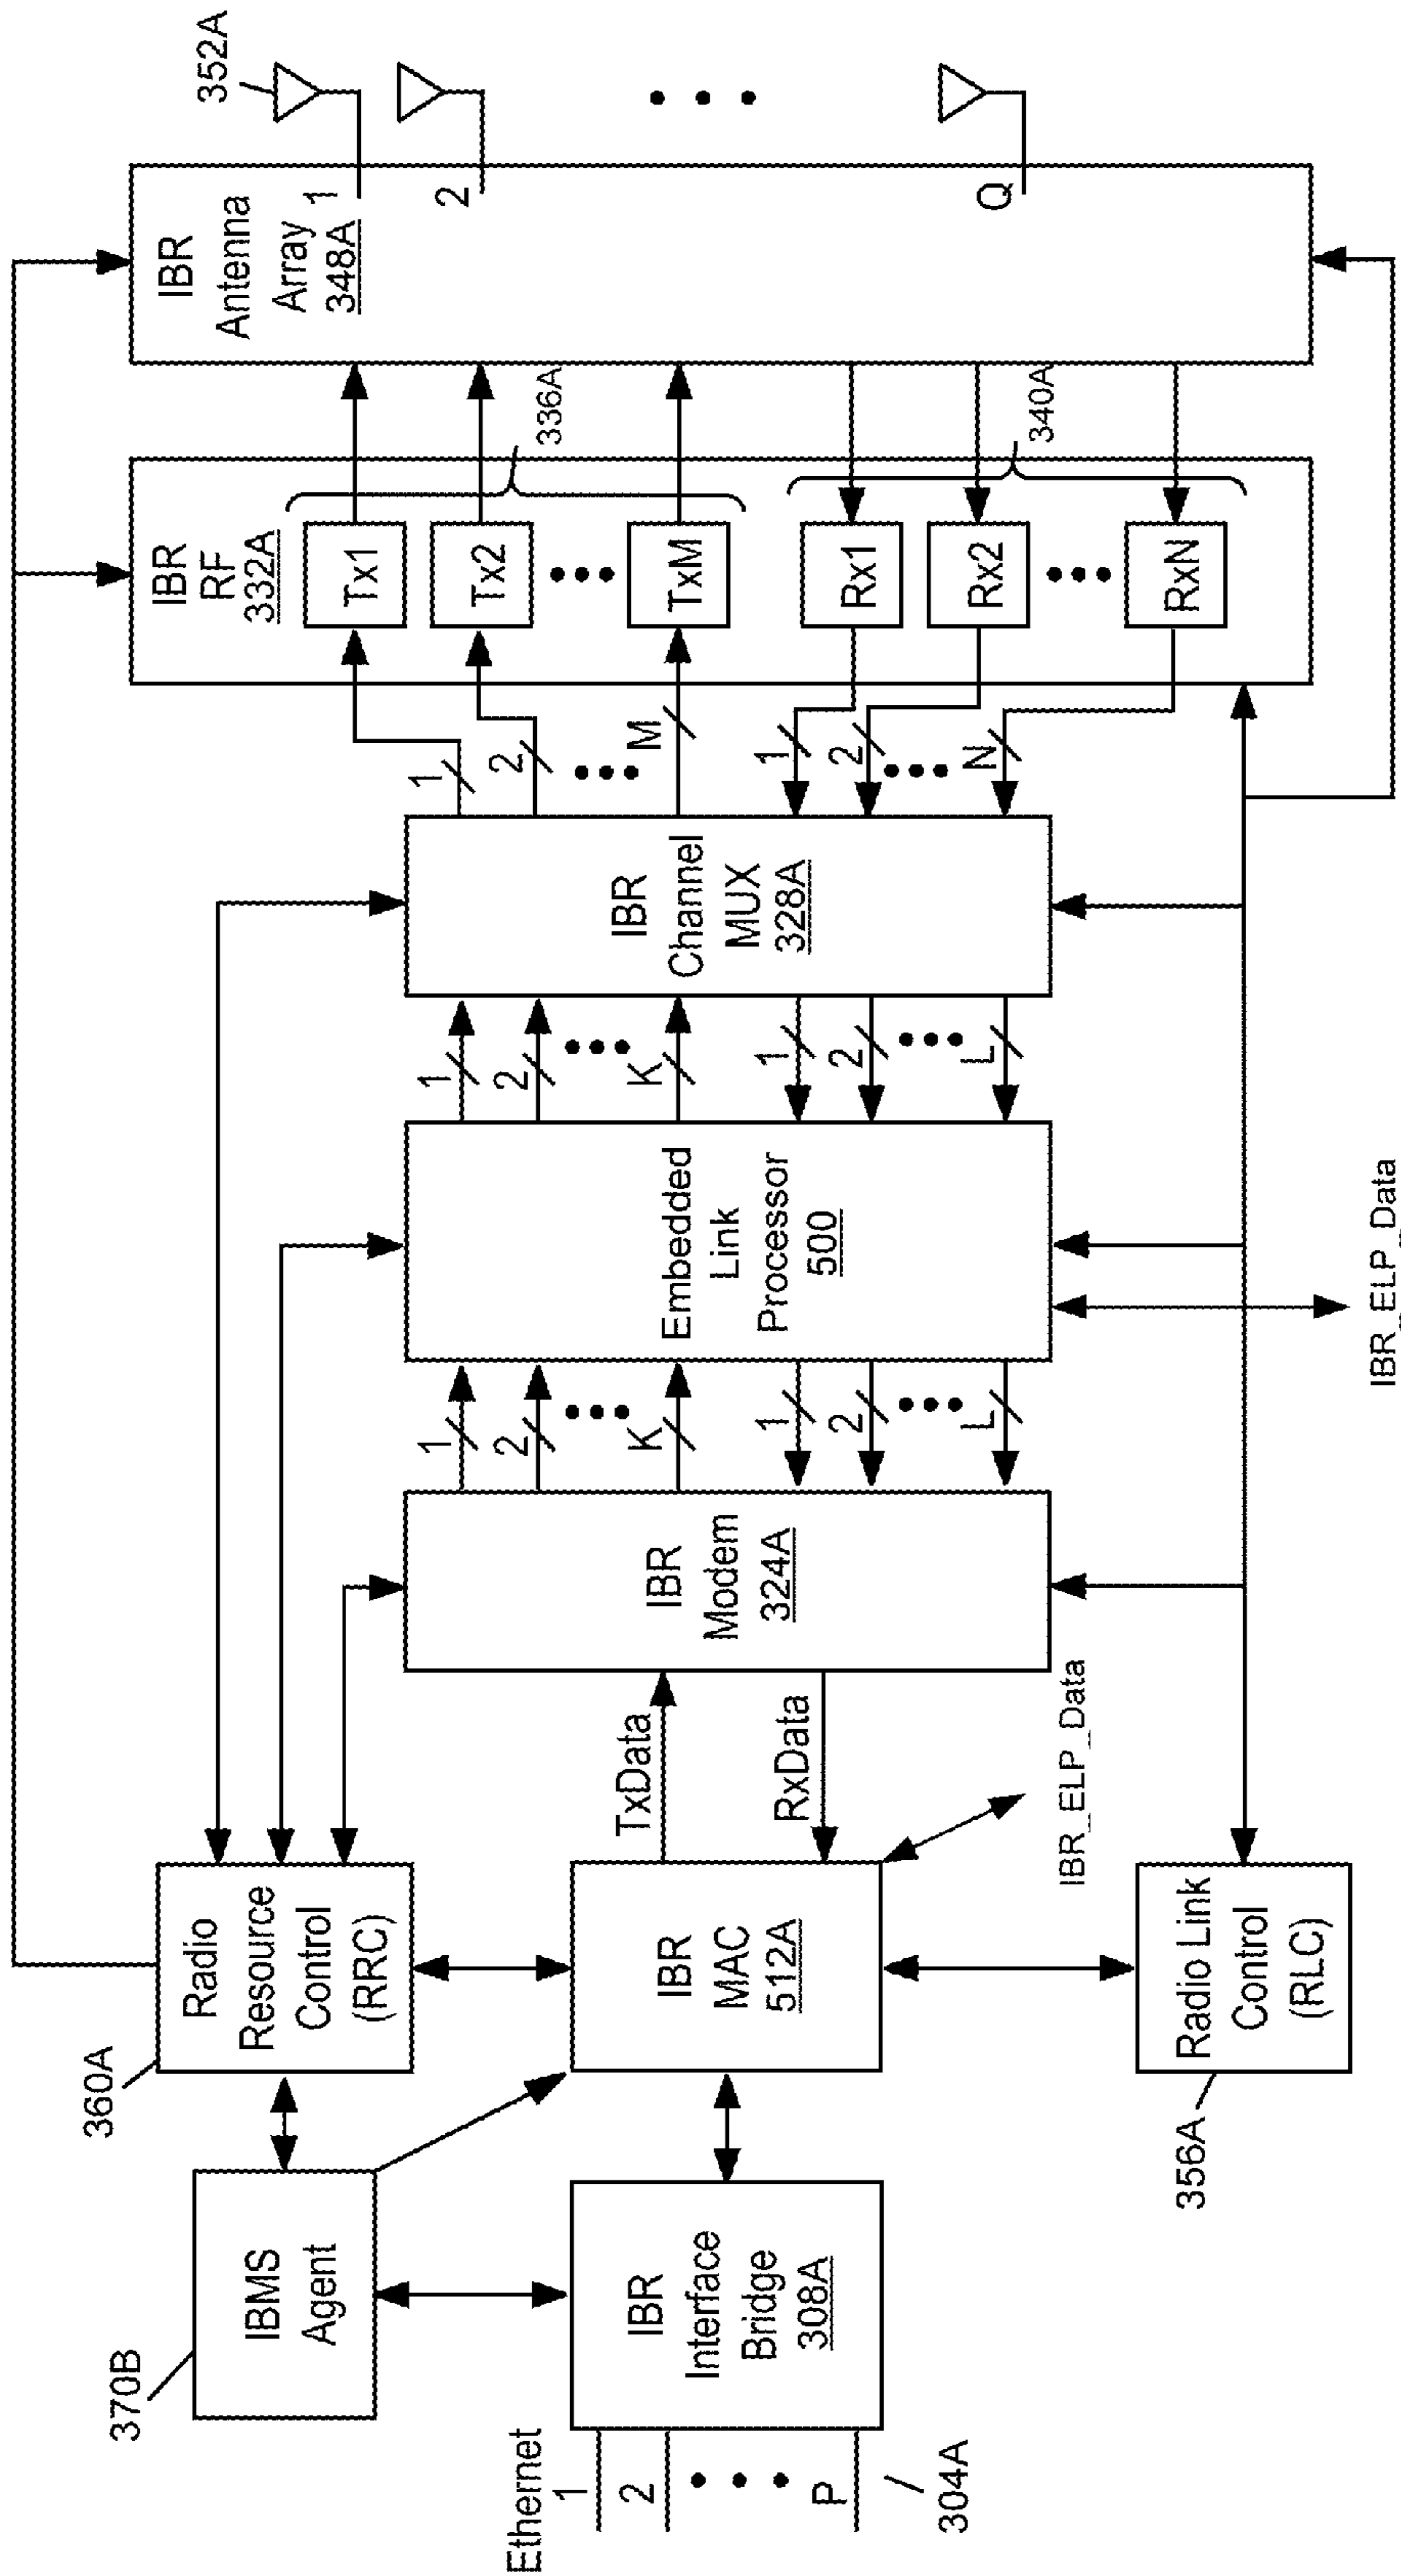 Ethernet
1
2
P
304A
370B
IBMS
Agent
IBR
Interface
Bridge
308A
360A
Radio
Resource
Control
(RRC)
IBR
MAC
512A
Radio Link
Control
(RLC)
356A
TxData
RxData
IBR_ELP_Data
IBR
Modem
324A
1
2
K
1
2
L
Embedded
Link
Processor
500
IBR_ELP_Data
1
2
K
1
2
L
IBR
Channel
MUX
328A
1
2
M
1
2
N
IBR
RF
332A
Tx1
Tx2
TxM
336A
Rx1
Rx2
RxN
340A
IBR
Antenna
Array
348A
1
2
Q
352A